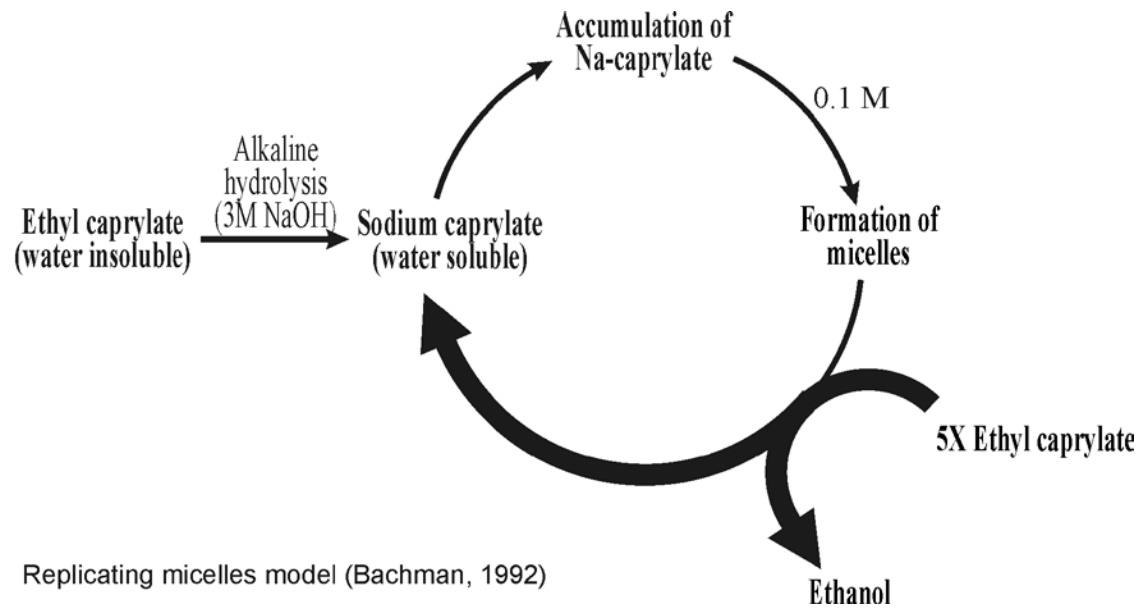 Accumulation of
Na-caprylate
0.1 M
Alkaline
hydrolysis
(3M NaOH)
Ethyl caprylate
(water insoluble)
Sodium caprylate
(water soluble)
Formation of
micelles
5X Ethyl caprylate
Ethanol
Replicating micelles model (Bachman, 1992)